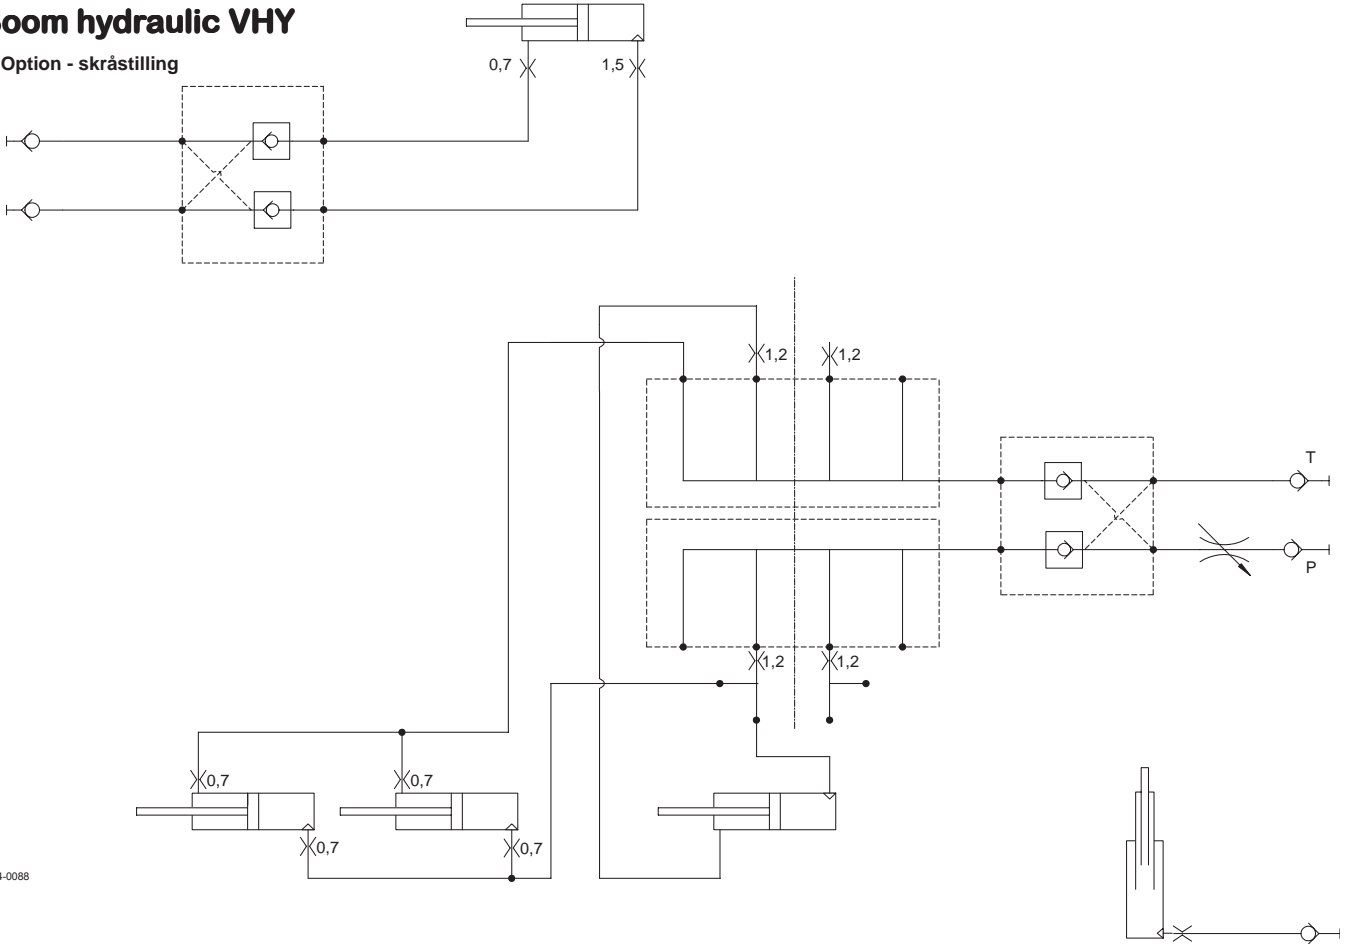 oom hydraulic VHY
Option - skråstilling
0,7
1,5
1,2
1,2
T
P
1,2
1,2
0,7
0,7
0,7
0,7
-0088